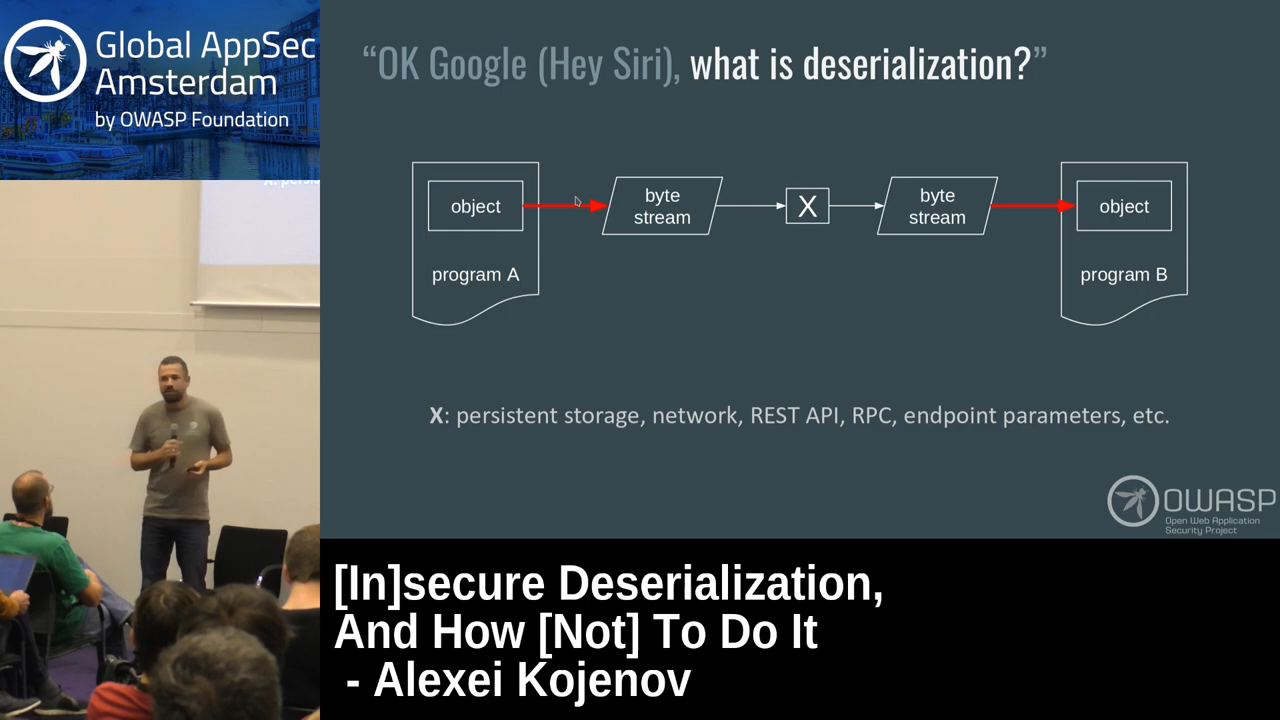 Global AppSec
Amsterdam
by OWASP Foundation
“OK Google (Hey Siri), what is deserialization?”
object
program A
byte
stream
X
byte
stream
object
program B
X: persistent storage, network, REST API, RPC, endpoint parameters, etc.
OWASP
Open Web Application
Security Project
[In]secure Deserialization,
And How [Not] To Do It
- Alexei Kojenov